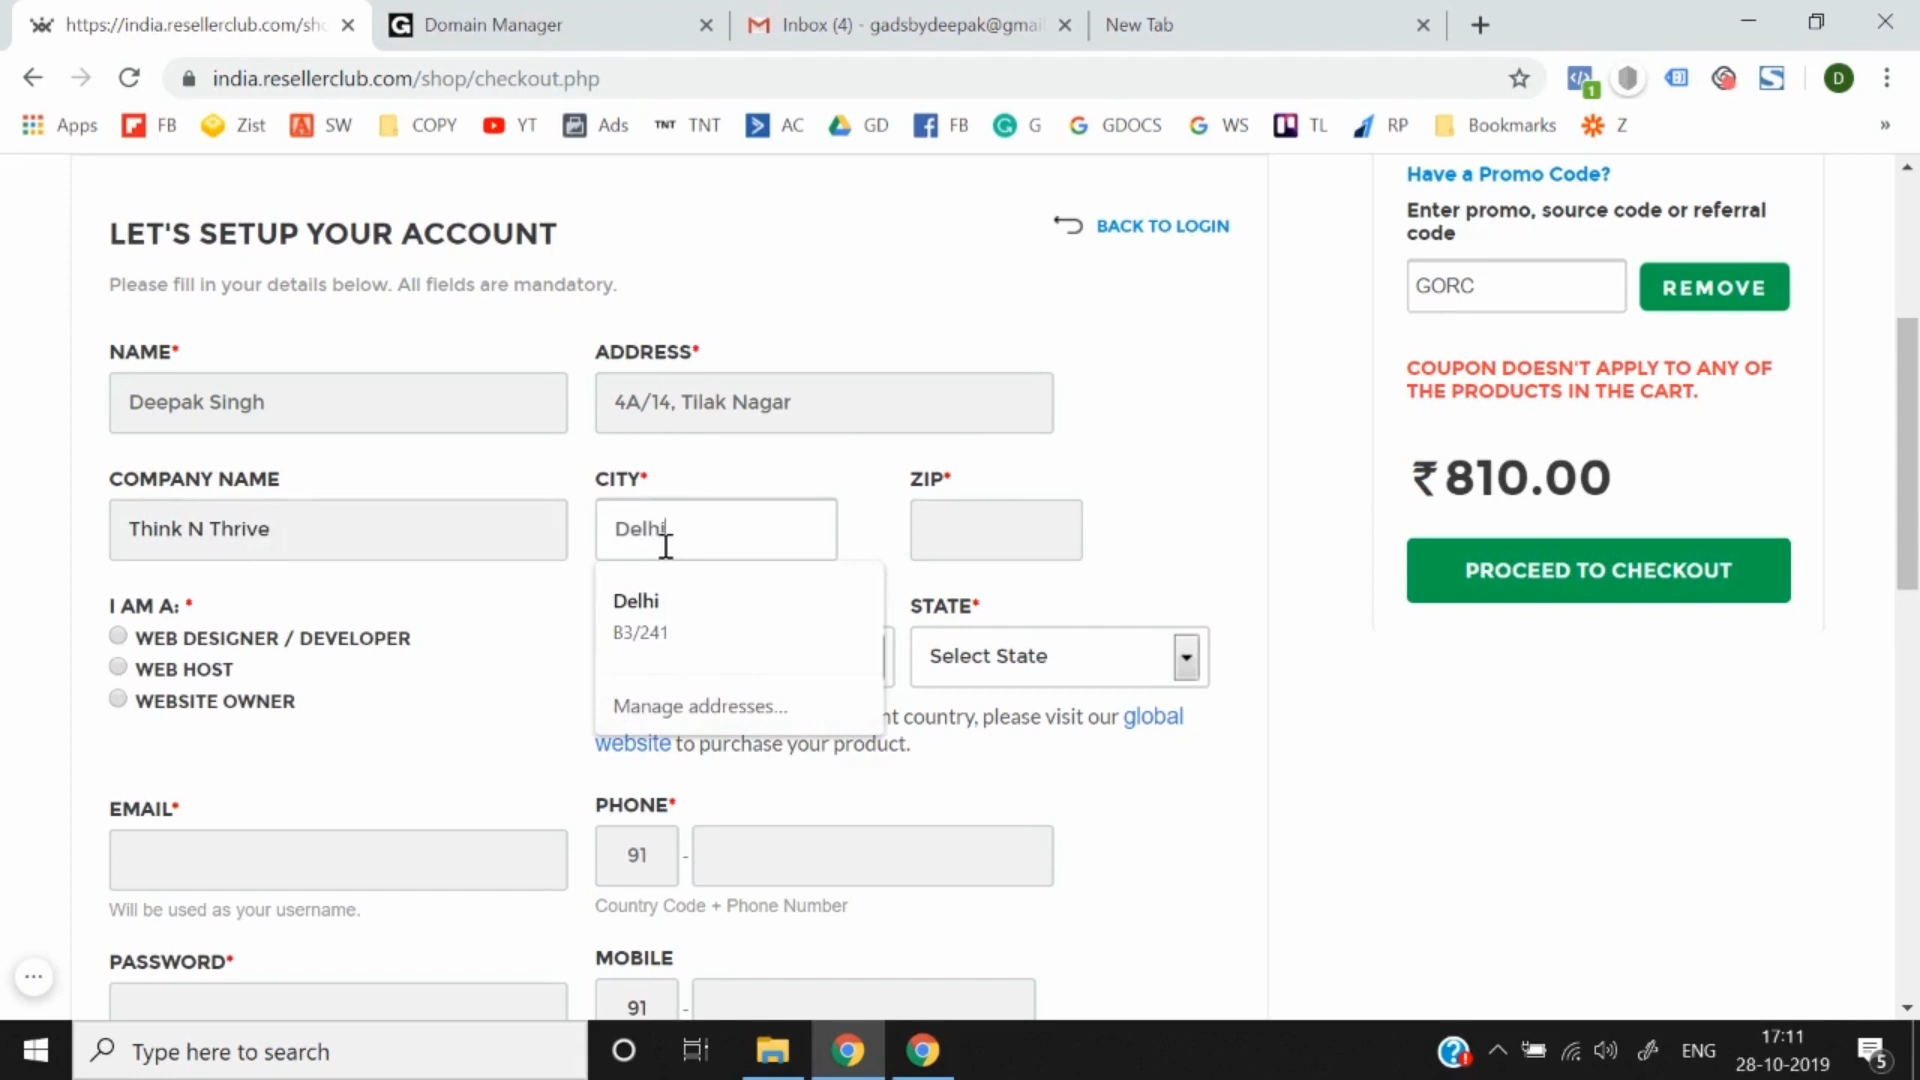 https://india.resellerclub.com/sho
Domain Manager
Inbox (4) - gadsbydeepak@gmai
New Tab
india.resellerclub.com/shop/checkout.php
1
D
Apps
FB
Zist
SW
COPY
YT
Ads
TNT TNT
AC
GD
FB
G
GDOCS
WS
TL
RP
Bookmarks
Z
»
LET'S SETUP YOUR ACCOUNT
BACK TO LOGIN
Please fill in your details below. All fields are mandatory.
NAME*
Deepak Singh
ADDRESS*
4A/14, Tilak Nagar
COMPANY NAME
Think N Thrive
CITY*
Delhi
ZIP*
Delhi
B3/241
Manage addresses...
I AM A: *
WEB DESIGNER / DEVELOPER
WEB HOST
WEBSITE OWNER
STATE*
Select State
nt country, please visit our global
website to purchase your product.
EMAIL*
Will be used as your username.
PHONE*
91 -
Country Code + Phone Number
PASSWORD*
MOBILE
91 -
Have a Promo Code?
Enter promo, source code or referral
code
GORC
REMOVE
COUPON DOESN'T APPLY TO ANY OF
THE PRODUCTS IN THE CART.
₹810.00
PROCEED TO CHECKOUT
Type here to search
ENG
17:11
28-10-2019
5